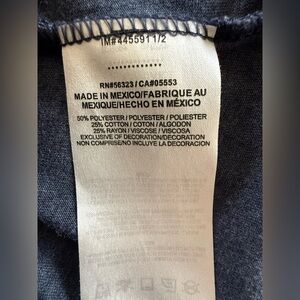 IM#445591 1/2
RN#56323 / CA#05553
MADE IN MEXICO/FABRIQUE AU
MEXIQUE/HECHO EN MÉXICO
50% POLYESTER / POLYESTER / POLIESTER
25% COTTON / COTON / ALGODON
25% RAYON / VISCOSE / VISCOSA
EXCLUSIVE OF DECORATION/DECORATION
NON COMPRISE/NO INCLUYE LA DECORACION